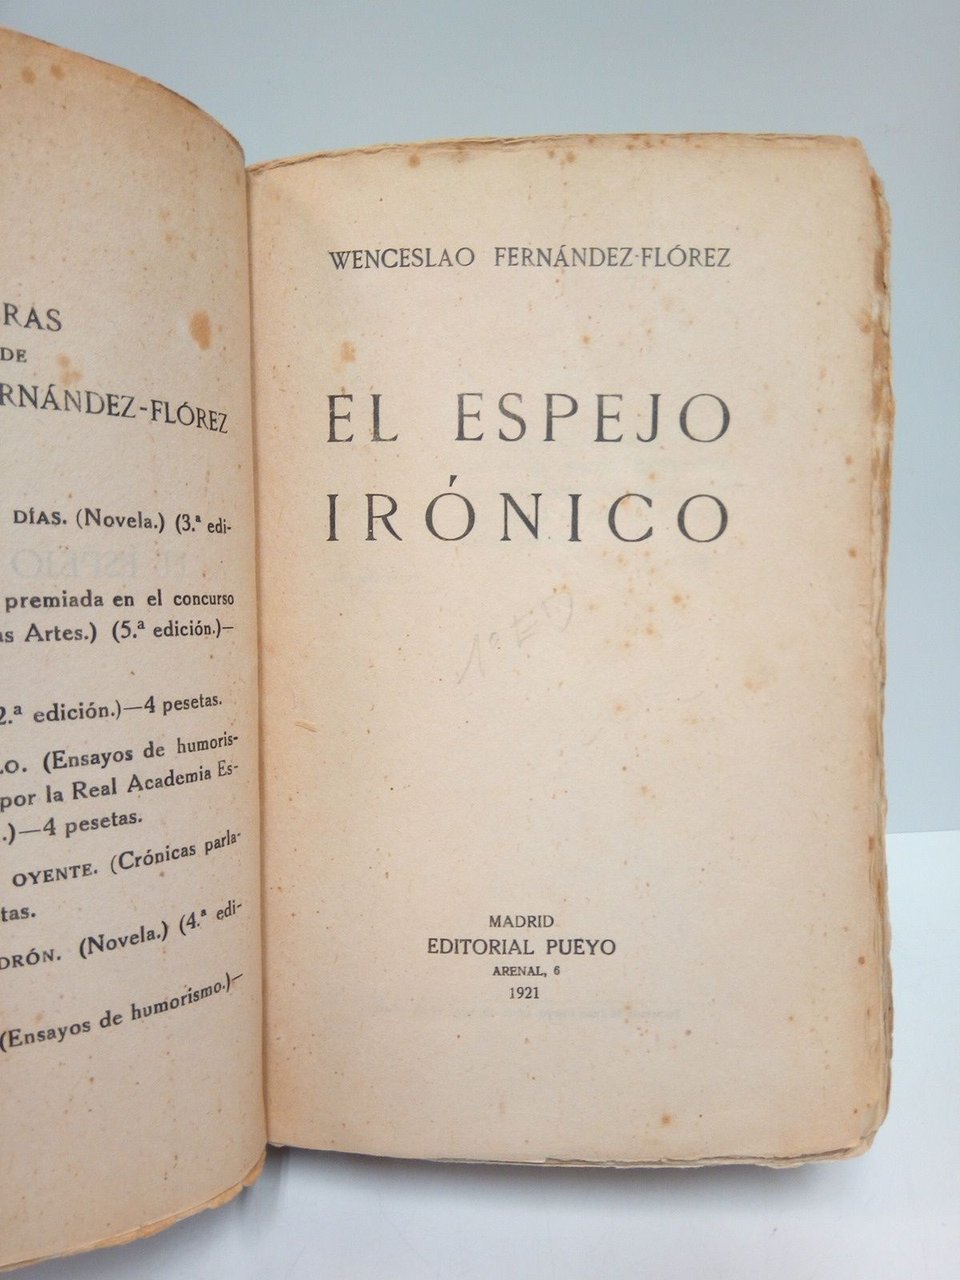 RAS
DE
RNÁNDEZ-FLÓREZ
DÍAS. (Novela.) (3.ª edi-
premiada en el concurso
as Artes.) (5.ª edición.)—
2.ª edición.)—4 pesetas.
LO. (Ensayos de humoris-
por la Real Academia Es-
.)—4 pesetas.
OYENTE. (Crónicas parla-
tas.
DRÓN. (Novela.) (4.ª edi-
(Ensayos de humorismo.)—
WENCESLAO FERNÁNDEZ-FLÓREZ
EL ESPEJO
IRÓNICO
1ª ED
MADRID
EDITORIAL PUEYO
ARENAL, 6
1921